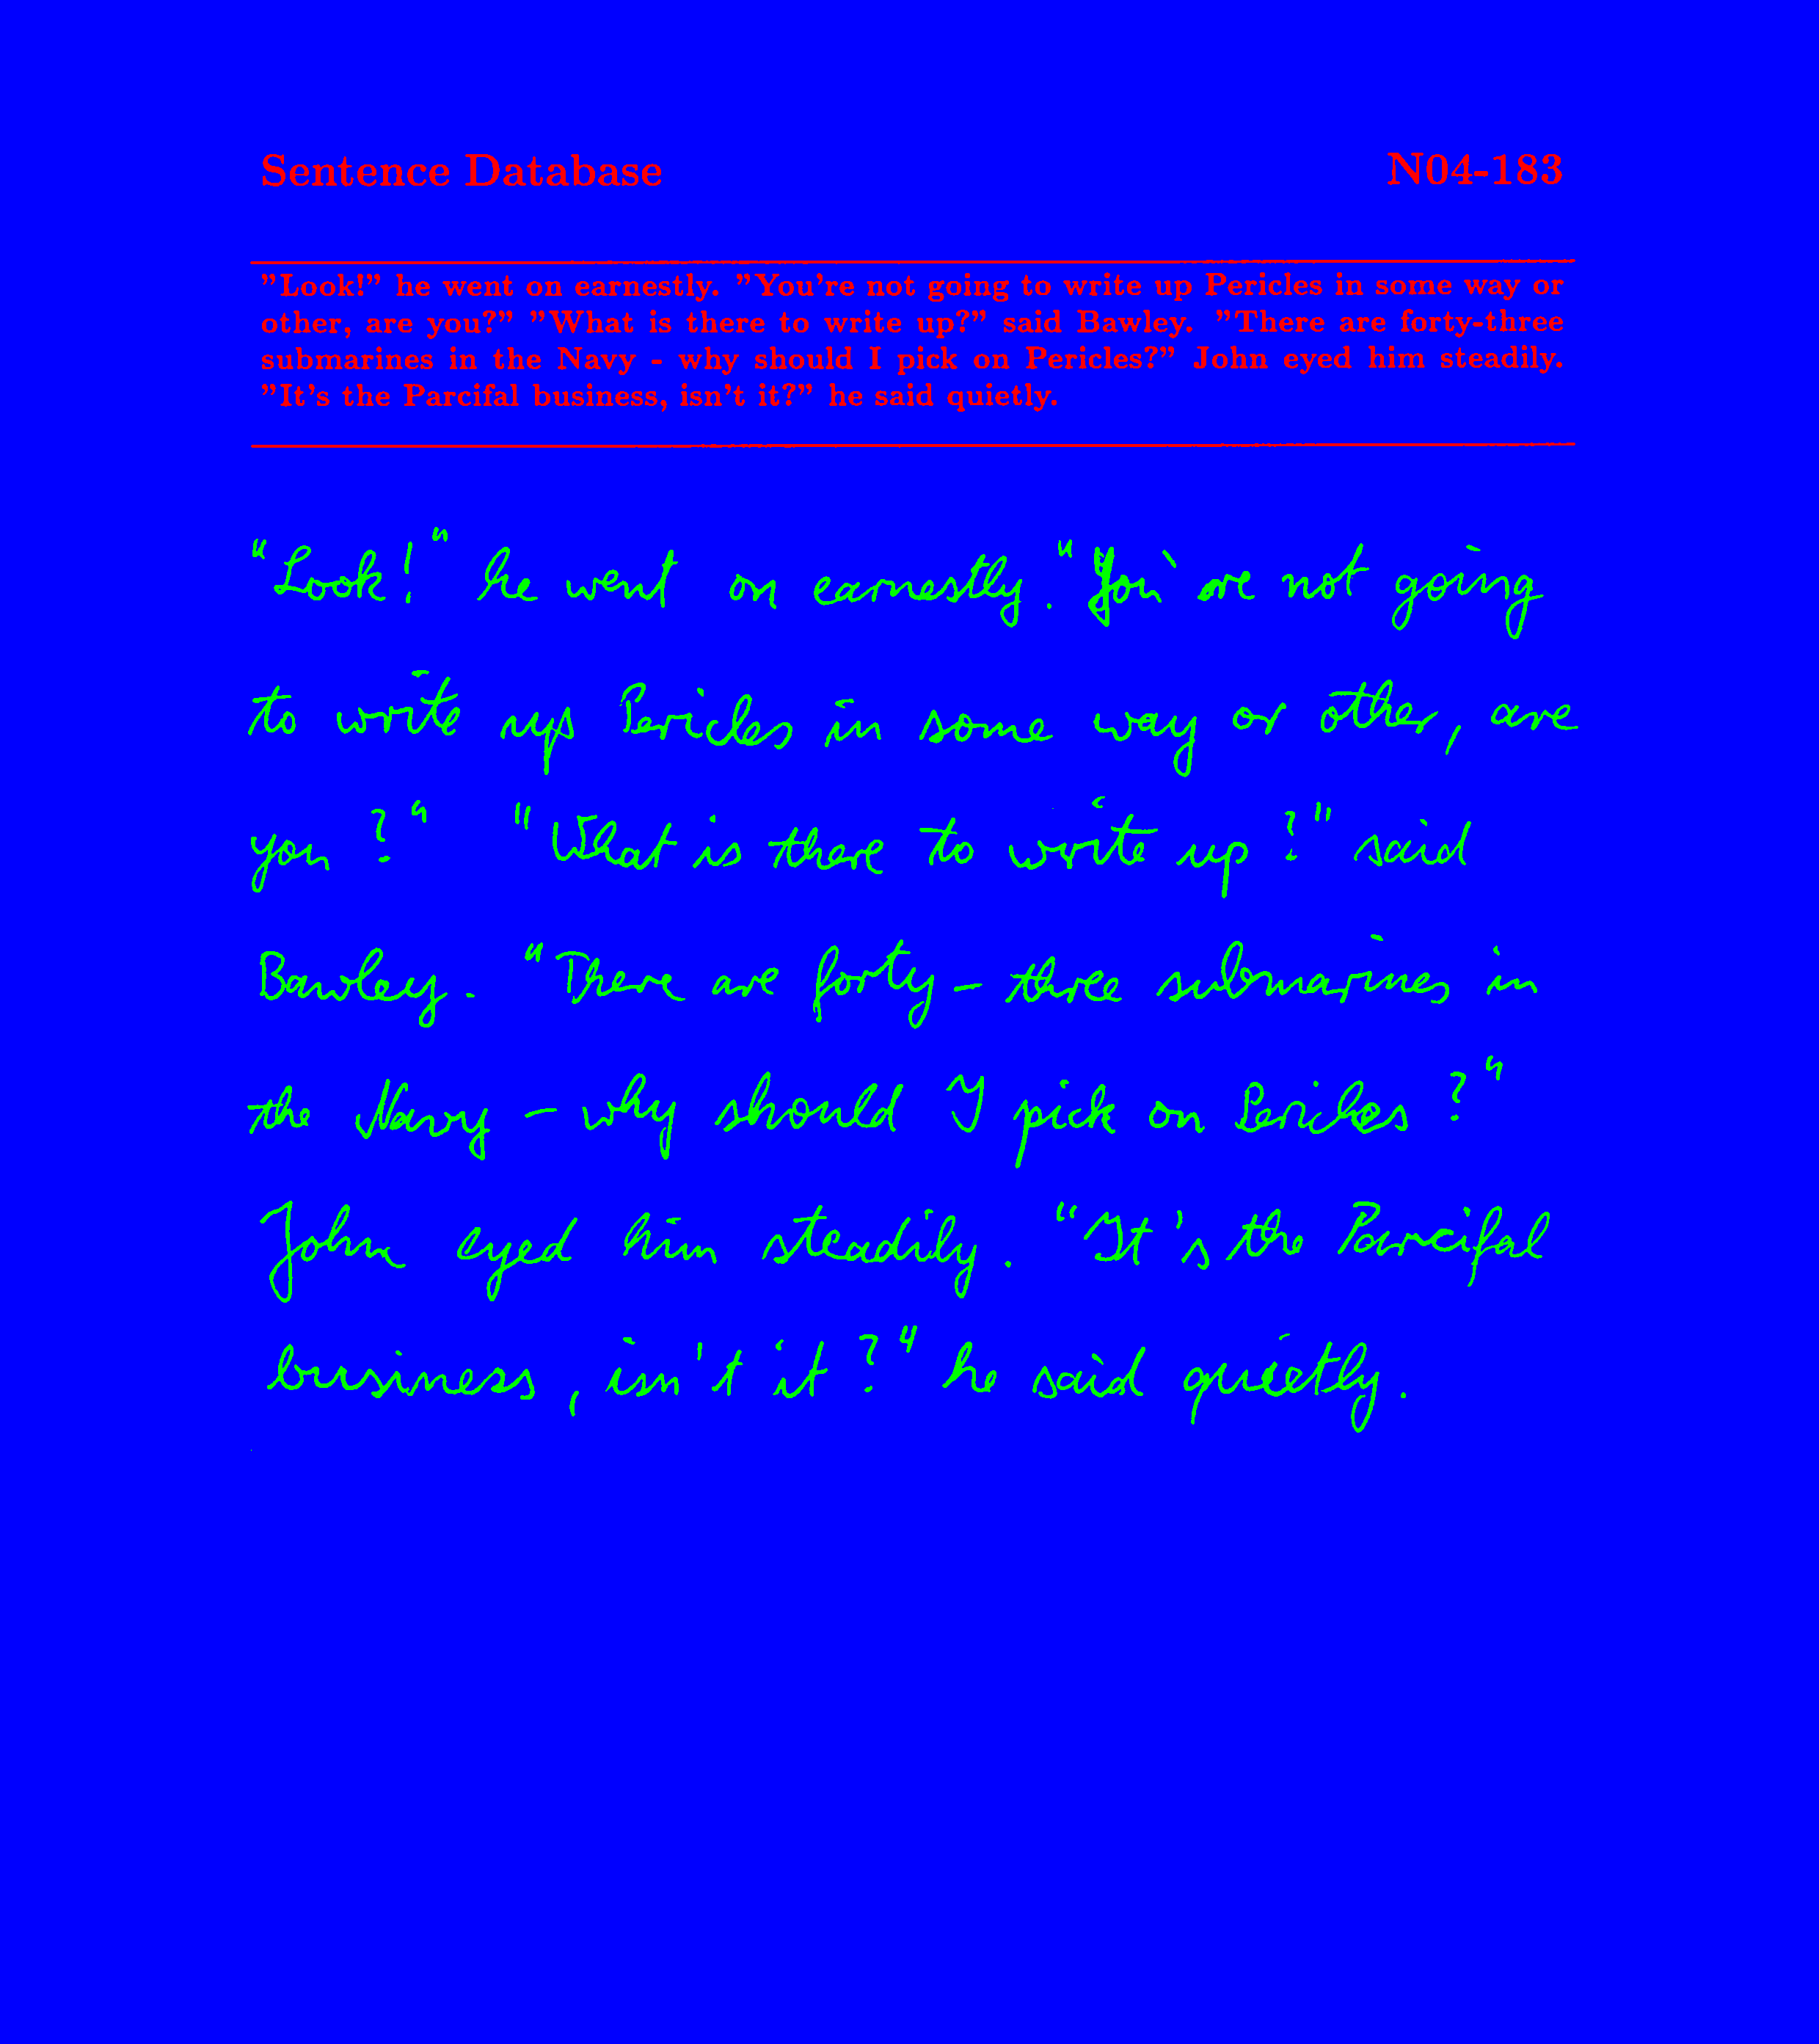 Sentence Database N04-183
"Look!" he went on earnestly. "You're not going to write up Pericles in some way or
other, are you?" "What is there to write up?" said Bawley. "There are forty-three
submarines in the Navy - why should I pick on Pericles?" John eyed him steadily.
"It's the Parcifal business, isn't it?" he said quietly.
"Look!" he went on earnestly. "You're not going
to write up Pericles in some way or other, are
you?" "What is there to write up?" said
Bawley. "There are forty-three submarines in
the Navy - why should I pick on Pericles?"
John eyed him steadily. "It's the Parcifal
business, isn't it?" he said quietly.